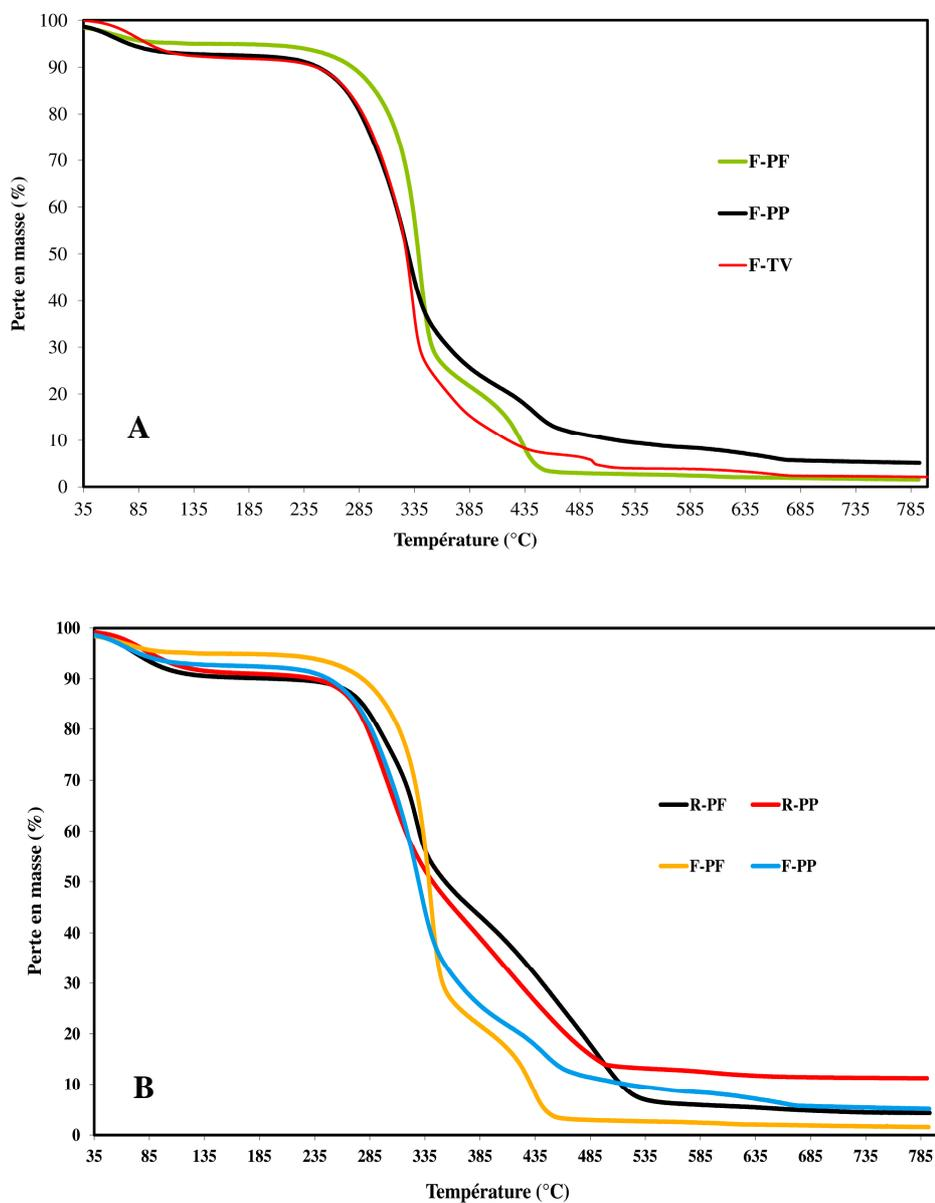 100
90
80
70
60
50
40
30
20
10
0
Perte en masse (%)
F-PF
F-PP
F-TV
A
35 85 135 185 235 285 335 385 435 485 535 585 635 685 735 785
Température (°C)
100
90
80
70
60
50
40
30
20
10
0
Perte en masse (%)
R-PF R-PP
F-PF F-PP
B
35 85 135 185 235 285 335 385 435 485 535 585 635 685 735 785
Température (°C)